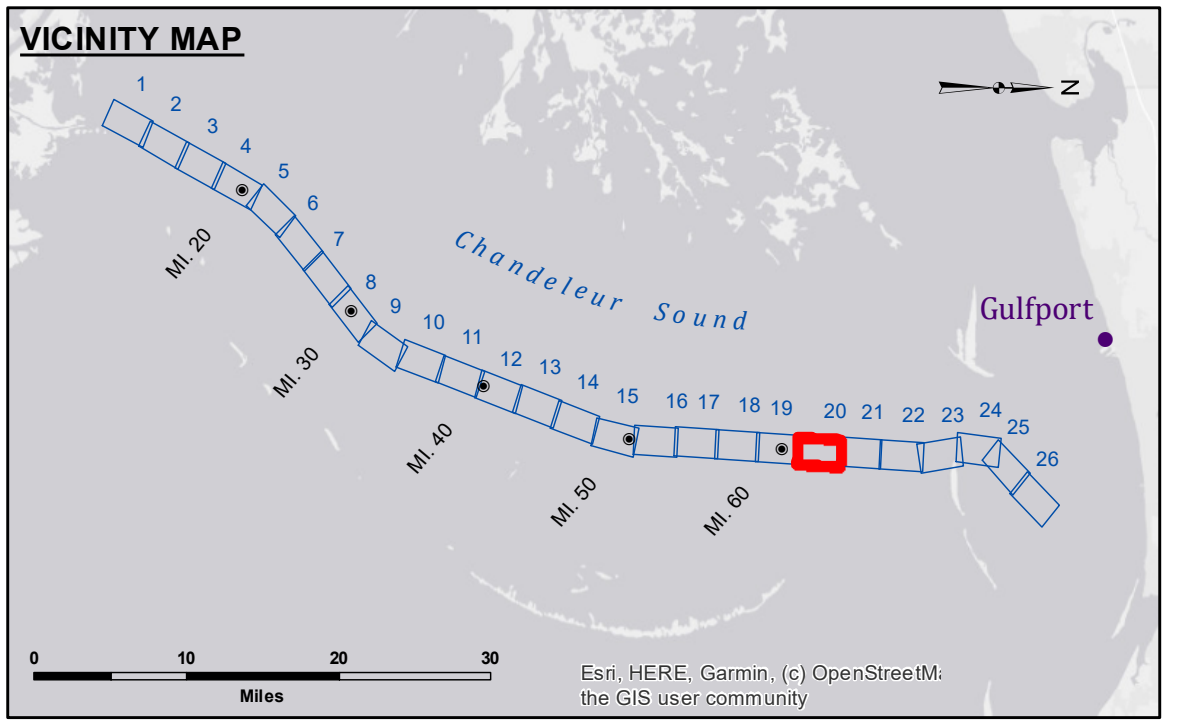 VICINITY MAP
N
1
2
3
4
5
6
7
8
9
10
11
12
13
14
15
16
17
18
19
20
21
22
23
24
25
26
MI. 20
MI. 30
MI. 40
MI. 50
MI. 60
Chandeleur Sound
Gulfport
0 10 20 30
Miles
Esri, HERE, Garmin, (c) OpenStreetMa
the GIS user community